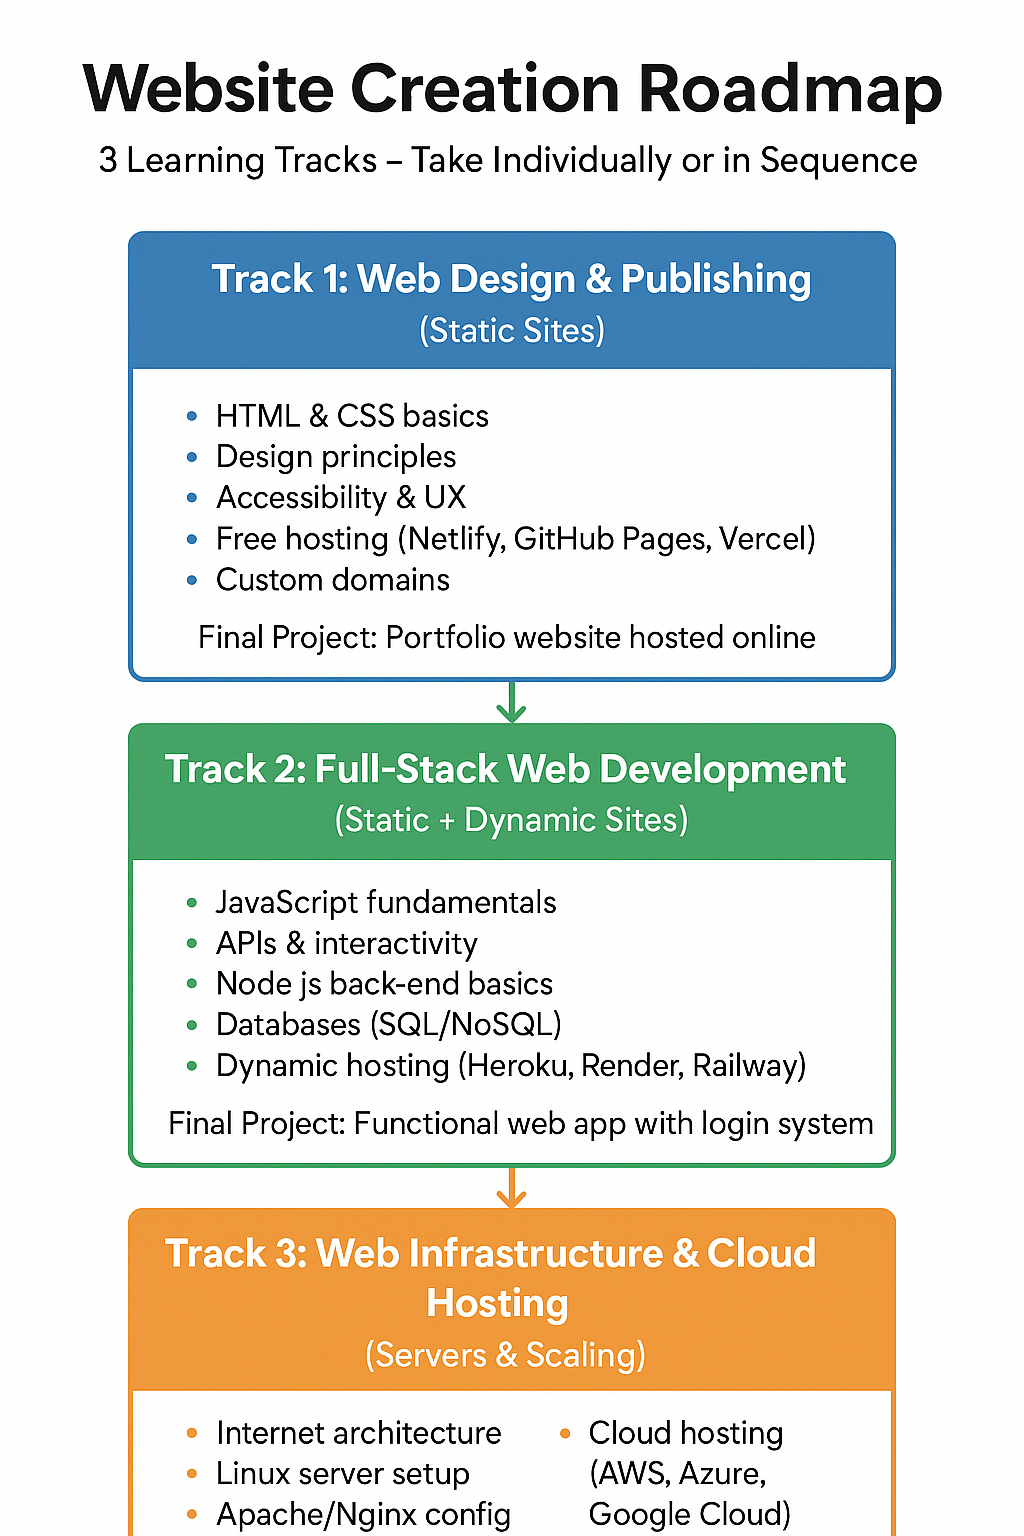 Website Creation Roadmap
3 Learning Tracks – Take Individually or in Sequence
Track 1: Web Design & Publishing
(Static Sites)
• HTML & CSS basics
• Design principles
• Accessibility & UX
• Free hosting (Netlify, GitHub Pages, Vercel)
• Custom domains
Final Project: Portfolio website hosted online
Track 2: Full-Stack Web Development
(Static + Dynamic Sites)
• JavaScript fundamentals
• APIs & interactivity
• Node js back-end basics
• Databases (SQL/NoSQL)
• Dynamic hosting (Heroku, Render, Railway)
Final Project: Functional web app with login system
Track 3: Web Infrastructure & Cloud
Hosting
(Servers & Scaling)
• Internet architecture
• Linux server setup
• Apache/Nginx config
• Cloud hosting
(AWS, Azure,
Google Cloud)